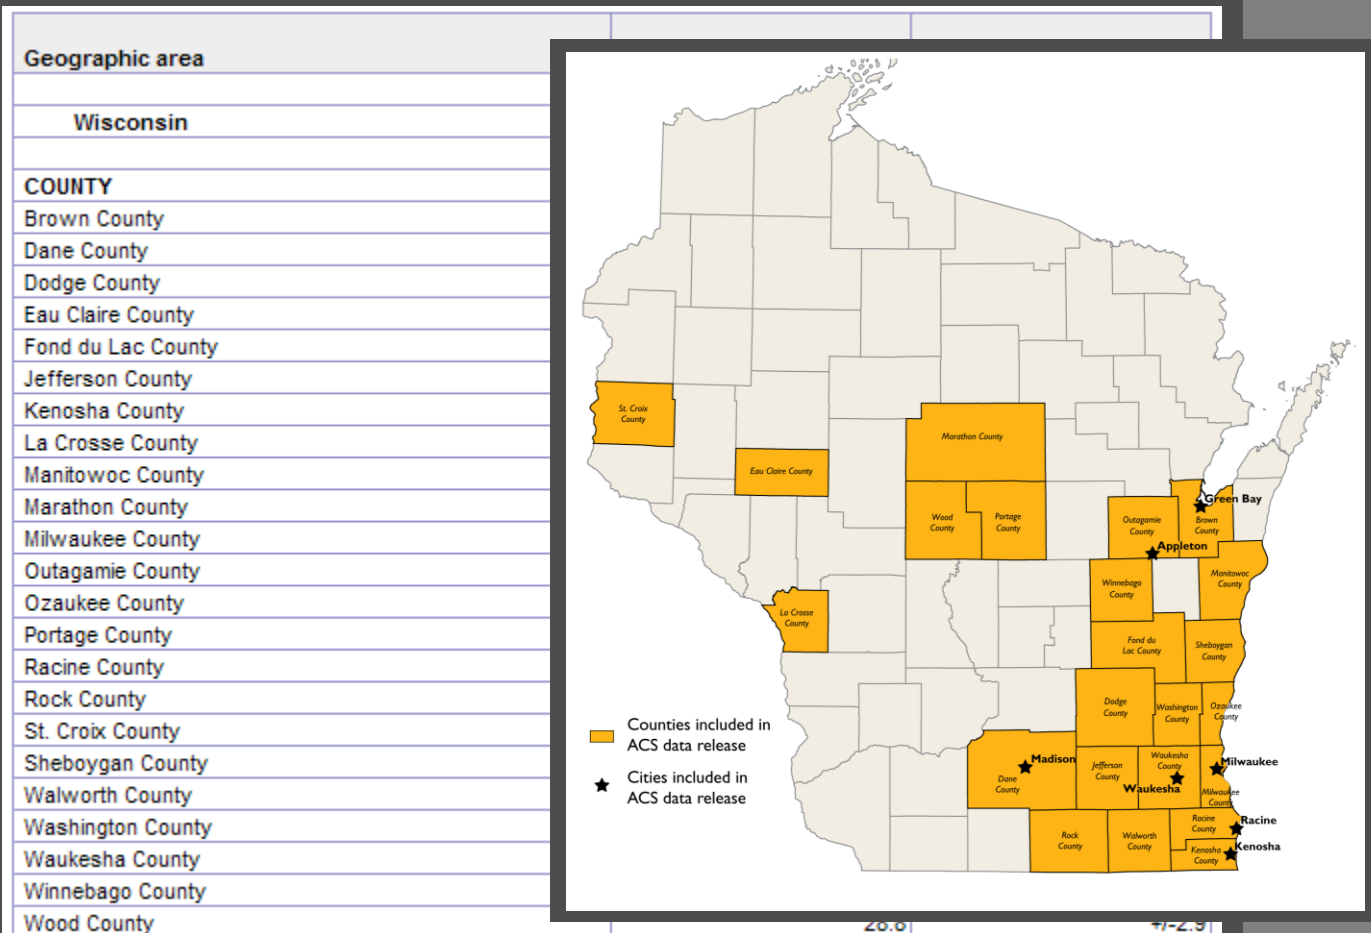 Geographic area
Wisconsin
COUNTY
Brown County
Dane County
Dodge County
Eau Claire County
Fond du Lac County
Jefferson County
Kenosha County
La Crosse County
Manitowoc County
Marathon County
Milwaukee County
Outagamie County
Ozaukee County
Portage County
Racine County
Rock County
St. Croix County
Sheboygan County
Walworth County
Washington County
Waukesha County
Winnebago County
Wood County
28.8
+/-2.9
St. Croix
County
Marathon County
Eau Claire County
Wood
County
Portage
County
Outagamie
County
Green Bay
Brown
County
Appleton
Winnebago
County
Manitowoc
County
La Crosse
County
Fond du
Lac County
Sheboygan
County
Dodge
County
Washington
County
Ozaukee
County
Counties included in
ACS data release
Cities included in
ACS data release
Madison
Dane
County
Jefferson
County
Waukesha
County
Waukesha
Milwaukee
Milwaukee
County
Rock
County
Walworth
County
Racine
County
Racine
Kenosha
County
Kenosha